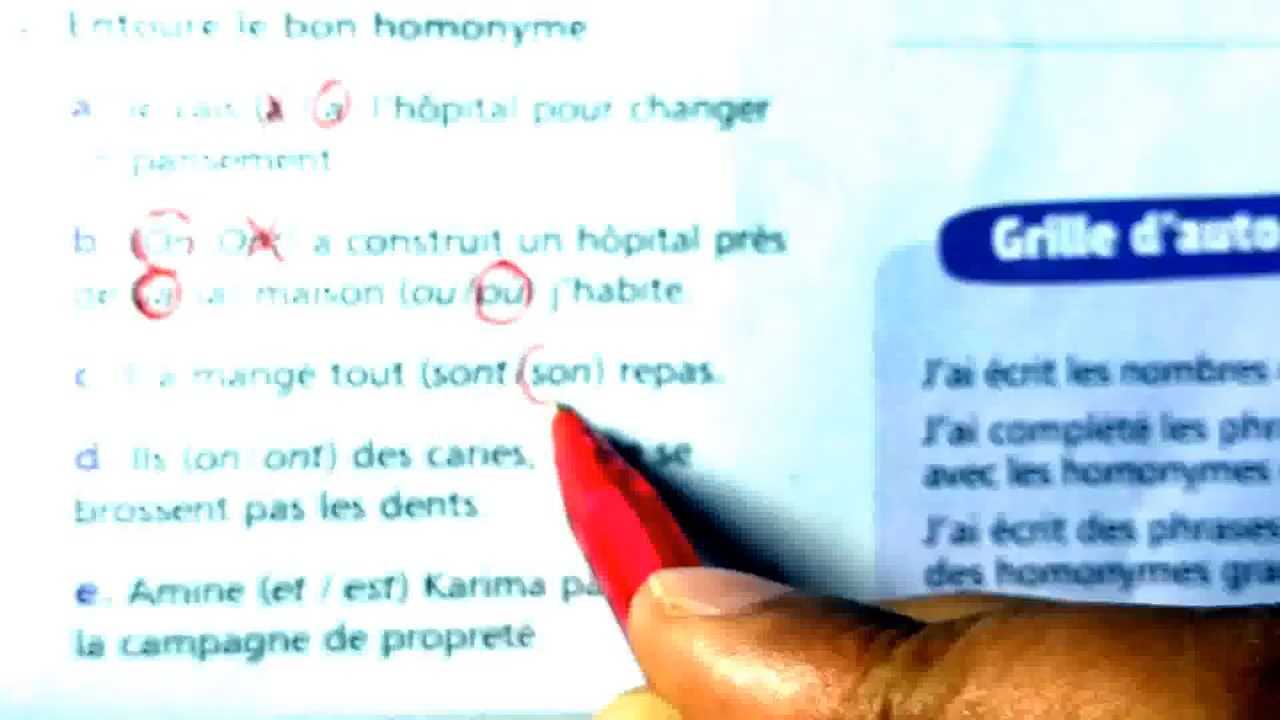 Entoure le bon homonyme
a. Je vais (a / à) l'hôpital pour changer
pansement
b. (On / Ont) a construit un hôpital près
de (la / là) maison (ou / où) j'habite.
c. a mangé tout (sont / son) repas.
d. Ils (on / ont) des caries, se
brossent pas les dents
e. Amine (et / est) Karima
la campagne de propreté
Grille d'auto
J'ai écrit les nombres
J'ai complété les
avec les homonymes
J'ai écrit des phrases
des homonymes